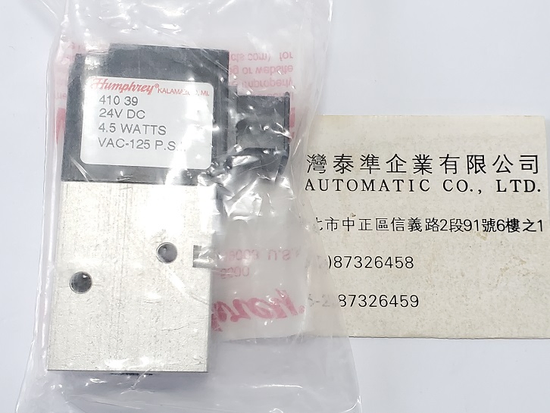 Humphrey® KALAMAZOO, MI.
410 39
24V DC
4.5 WATTS
VAC-125 P.S
灣泰準企業有限公司
AUTOMATIC CO., LTD.
北市中正區信義路2段91號6樓之1
)87326458
87326459
U.S.